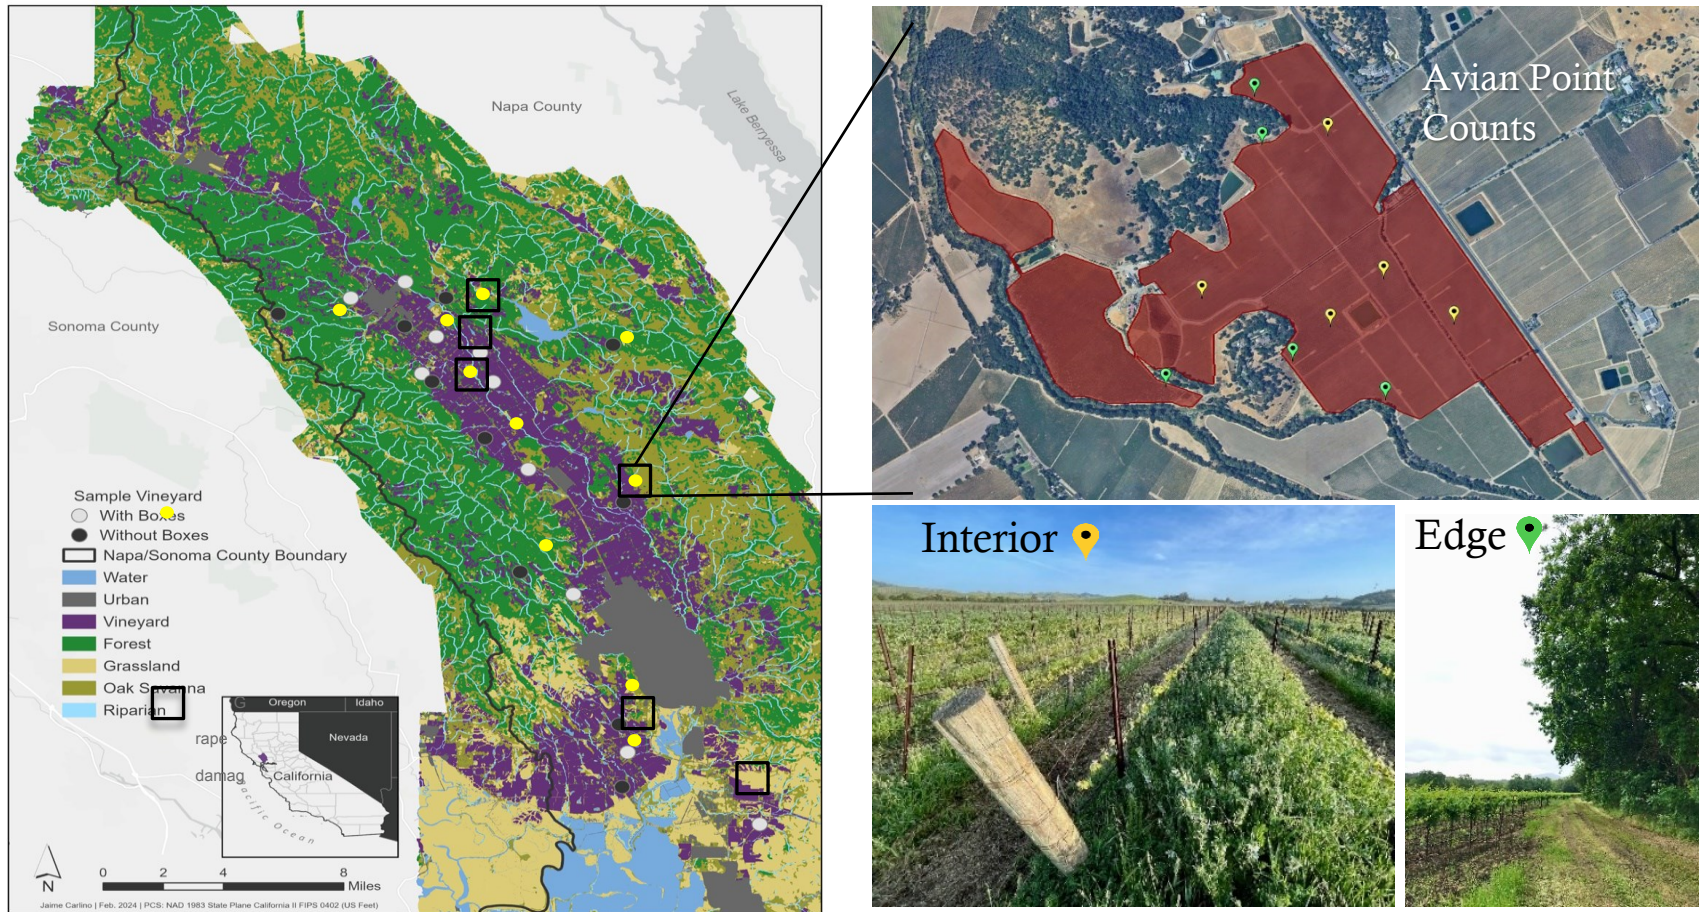 Napa County
Lake Berryessa
Sonoma County
Sample Vineyard
With Boxes
Without Boxes
Napa/Sonoma County Boundary
Water
Urban
Vineyard
Forest
Grassland
Oak Savanna
Riparian
G
rape
damag
Oregon
Idaho
Nevada
California
Pacific Ocean
N
0 2 4 8
Miles
Jaime Carlino | Feb. 2024 | PCS: NAD 1983 State Plane California II FIPS 0402 (US Feet)
Avian Point
Counts
Interior
Edge